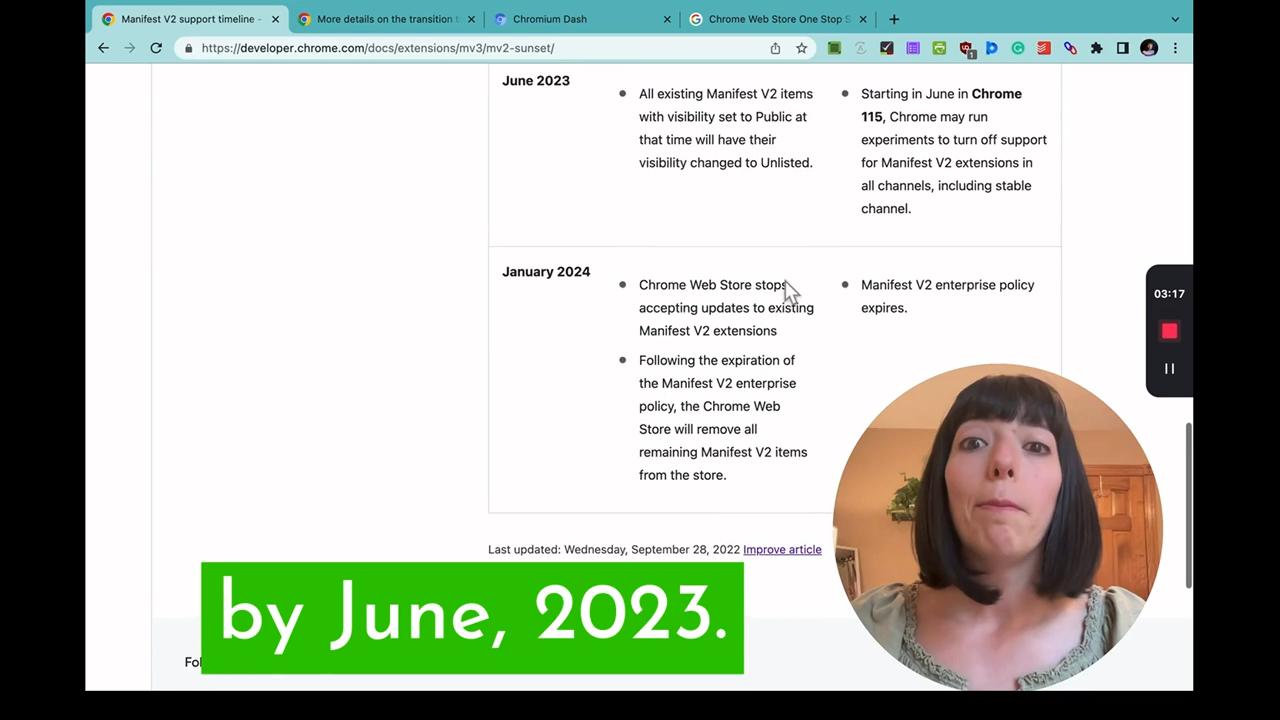 Manifest V2 support timeline -
More details on the transition t
Chromium Dash
Chrome Web Store One Stop S
https://developer.chrome.com/docs/extensions/mv3/mv2-sunset/
1
June 2023
All existing Manifest V2 items
with visibility set to Public at
that time will have their
visibility changed to Unlisted.
Starting in June in Chrome
115, Chrome may run
experiments to turn off support
for Manifest V2 extensions in
all channels, including stable
channel.
January 2024
Chrome Web Store stops
accepting updates to existing
Manifest V2 extensions
Following the expiration of
the Manifest V2 enterprise
policy, the Chrome Web
Store will remove all
remaining Manifest V2 items
from the store.
Manifest V2 enterprise policy
expires.
03:17
Last updated: Wednesday, September 28, 2022 Improve article
by June, 2023.